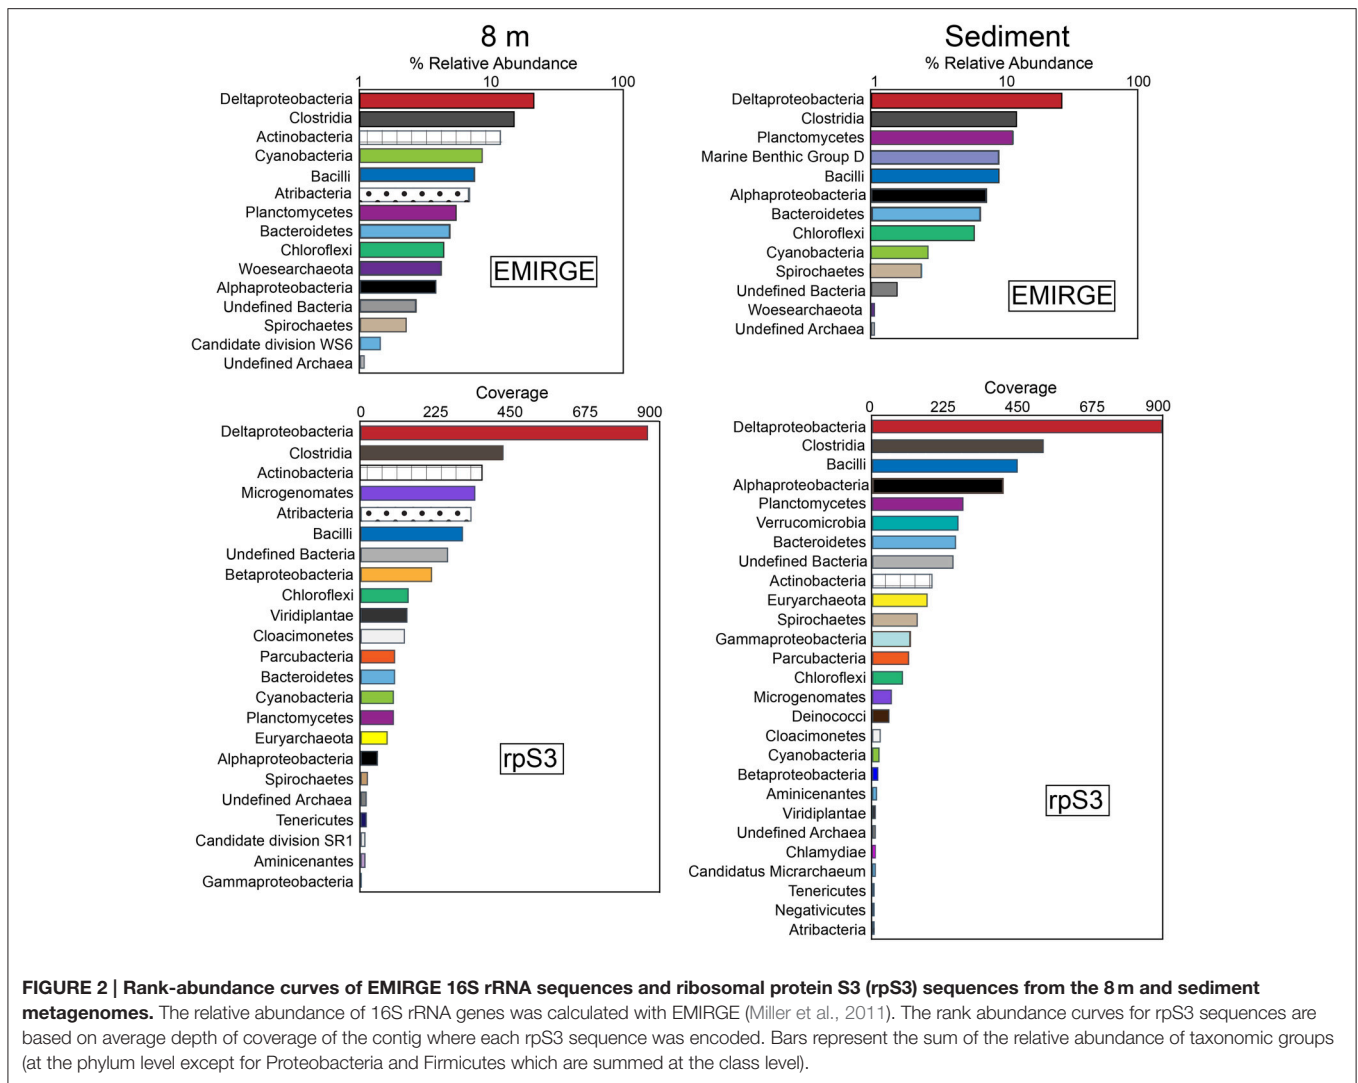 8 m
% Relative Abundance
1 10 100
Deltaproteobacteria
Clostridia
Actinobacteria
Cyanobacteria
Bacilli
Atribacteria
Planctomycetes
Bacteroidetes
Chloroflexi
Woesearchaeota
Alphaproteobacteria
Undefined Bacteria
Spirochaetes
Candidate division WS6
Undefined Archaea
EMIRGE
Sediment
% Relative Abundance
1 10 100
Deltaproteobacteria
Clostridia
Planctomycetes
Marine Benthic Group D
Bacilli
Alphaproteobacteria
Bacteroidetes
Chloroflexi
Cyanobacteria
Spirochaetes
Undefined Bacteria
Woesearchaeota
Undefined Archaea
EMIRGE
Coverage
0 225 450 675 900
Deltaproteobacteria
Clostridia
Actinobacteria
Microgenomates
Atribacteria
Bacilli
Undefined Bacteria
Betaproteobacteria
Chloroflexi
Viridiplantae
Cloacimonetes
Parcubacteria
Bacteroidetes
Cyanobacteria
Planctomycetes
Euryarchaeota
Alphaproteobacteria
Spirochaetes
Undefined Archaea
Tenericutes
Candidate division SR1
Aminicenantes
Gammaproteobacteria
rpS3
Coverage
0 225 450 675 900
Deltaproteobacteria
Clostridia
Bacilli
Alphaproteobacteria
Planctomycetes
Verrucomicrobia
Bacteroidetes
Undefined Bacteria
Actinobacteria
Euryarchaeota
Spirochaetes
Gammaproteobacteria
Parcubacteria
Chloroflexi
Microgenomates
Deinococci
Cloacimonetes
Cyanobacteria
Betaproteobacteria
Aminicenantes
Viridiplantae
Undefined Archaea
Chlamydiae
Candidatus Micrarchaeum
Tenericutes
Negativicutes
Atribacteria
rpS3
FIGURE 2 | Rank-abundance curves of EMIRGE 16S rRNA sequences and ribosomal protein S3 (rpS3) sequences from the 8 m and sediment
metagenomes. The relative abundance of 16S rRNA genes was calculated with EMIRGE (Miller et al., 2011). The rank abundance curves for rpS3 sequences are
based on average depth of coverage of the contig where each rpS3 sequence was encoded. Bars represent the sum of the relative abundance of taxonomic groups
(at the phylum level except for Proteobacteria and Firmicutes which are summed at the class level).